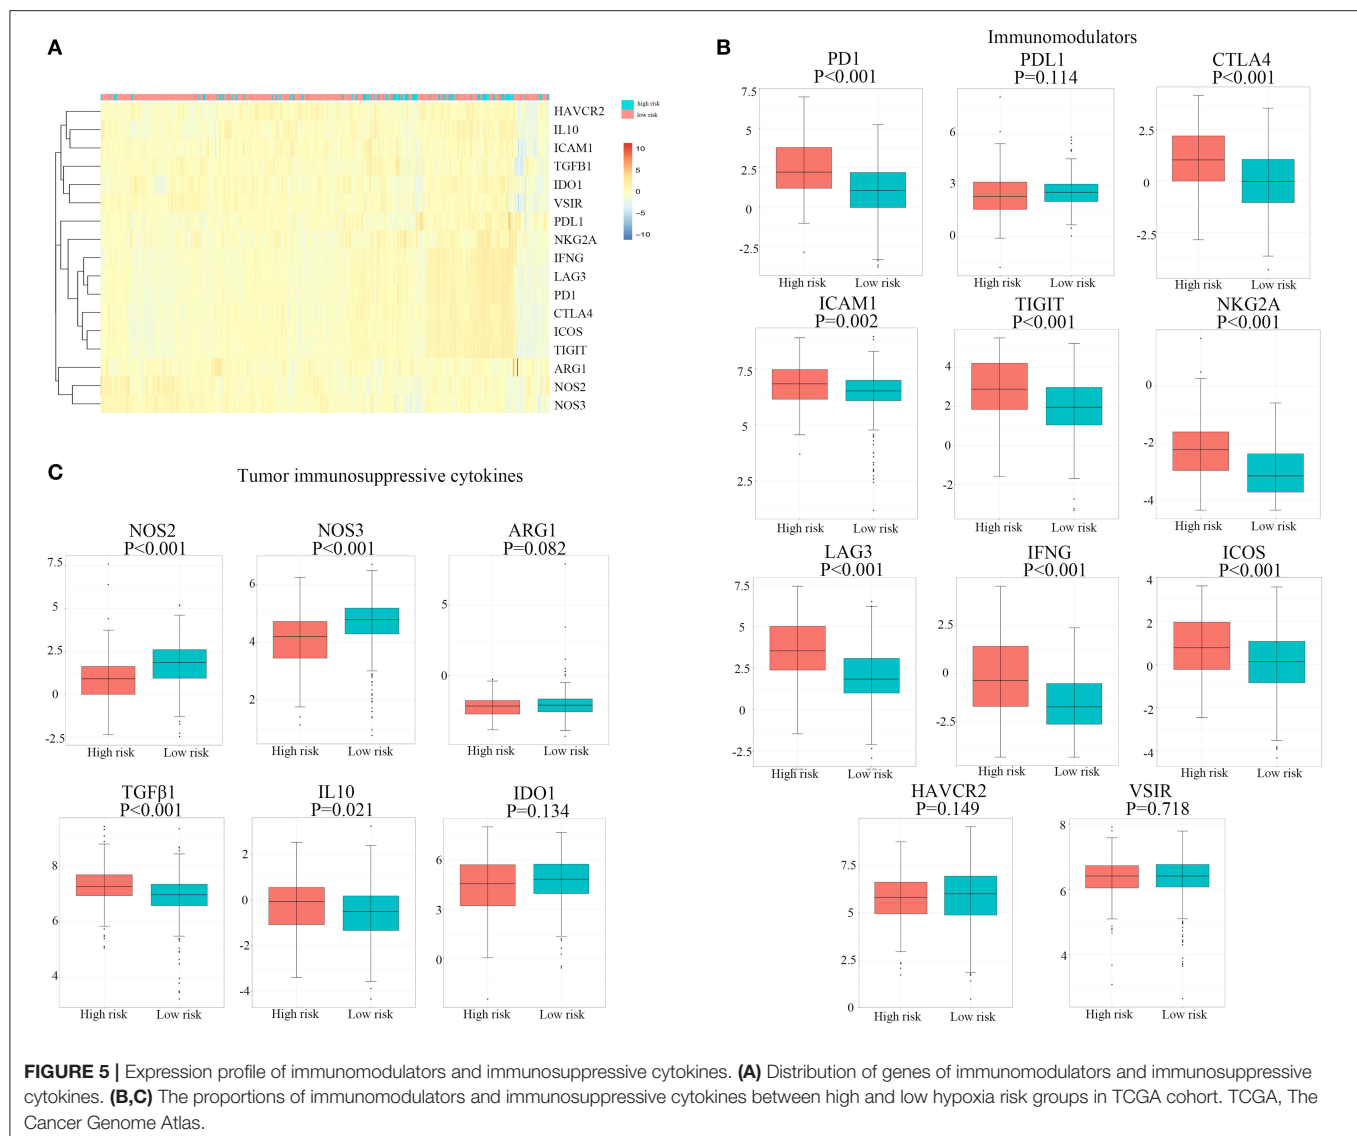 A
high risk
low risk
HAVCR2
IL10
ICAM1
TGFB1
IDO1
VSIR
PDL1
NKG2A
IFNG
LAG3
PD1
CTLA4
ICOS
TIGIT
ARG1
NOS2
NOS3
10
5
0
−5
−10
B
Immunomodulators
PD1
P<0.001
7.5
5
2.5
0
-2.5
High risk
Low risk
PDL1
P=0.114
6
3
0
High risk
Low risk
CTLA4
P<0.001
2.5
0
-2.5
High risk
Low risk
ICAM1
P=0.002
7.5
5
2.5
High risk
Low risk
TIGIT
P<0.001
4
2
0
-2
High risk
Low risk
NKG2A
P<0.001
0
-2
-4
High risk
Low risk
LAG3
P<0.001
7.5
5
2.5
0
-2.5
High risk
Low risk
IFNG
P<0.001
2.5
0
-2.5
High risk
Low risk
ICOS
P<0.001
4
2
0
-2
-4
High risk
Low risk
HAVCR2
P=0.149
7.5
5
2.5
0
High risk
Low risk
VSIR
P=0.718
8
6
4
High risk
Low risk
C
Tumor immunosuppressive cytokines
NOS2
P<0.001
7.5
5
2.5
0
-2.5
High risk
Low risk
NOS3
P<0.001
6
4
2
High risk
Low risk
ARG1
P=0.082
5
0
High risk
Low risk
TGFβ1
P<0.001
8
6
4
High risk
Low risk
IL10
P=0.021
2
0
-2
-4
High risk
Low risk
IDO1
P=0.134
6
3
0
High risk
Low risk
FIGURE 5 | Expression profile of immunomodulators and immunosuppressive cytokines. (A) Distribution of genes of immunomodulators and immunosuppressive
cytokines. (B,C) The proportions of immunomodulators and immunosuppressive cytokines between high and low hypoxia risk groups in TCGA cohort. TCGA, The
Cancer Genome Atlas.